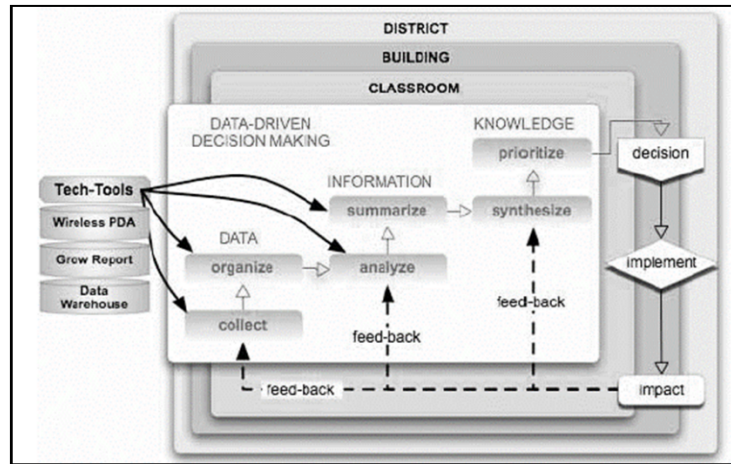 DISTRICT
BUILDING
CLASSROOM
DATA-DRIVEN
DECISION MAKING
KNOWLEDGE
prioritize
decision
Tech-Tools
INFORMATION
Wireless PDA
summarize
synthesize
Grow Report
DATA
implement
organize
analyze
Data
Warehouse
feed-back
collect
feed-back
feed-back
impact